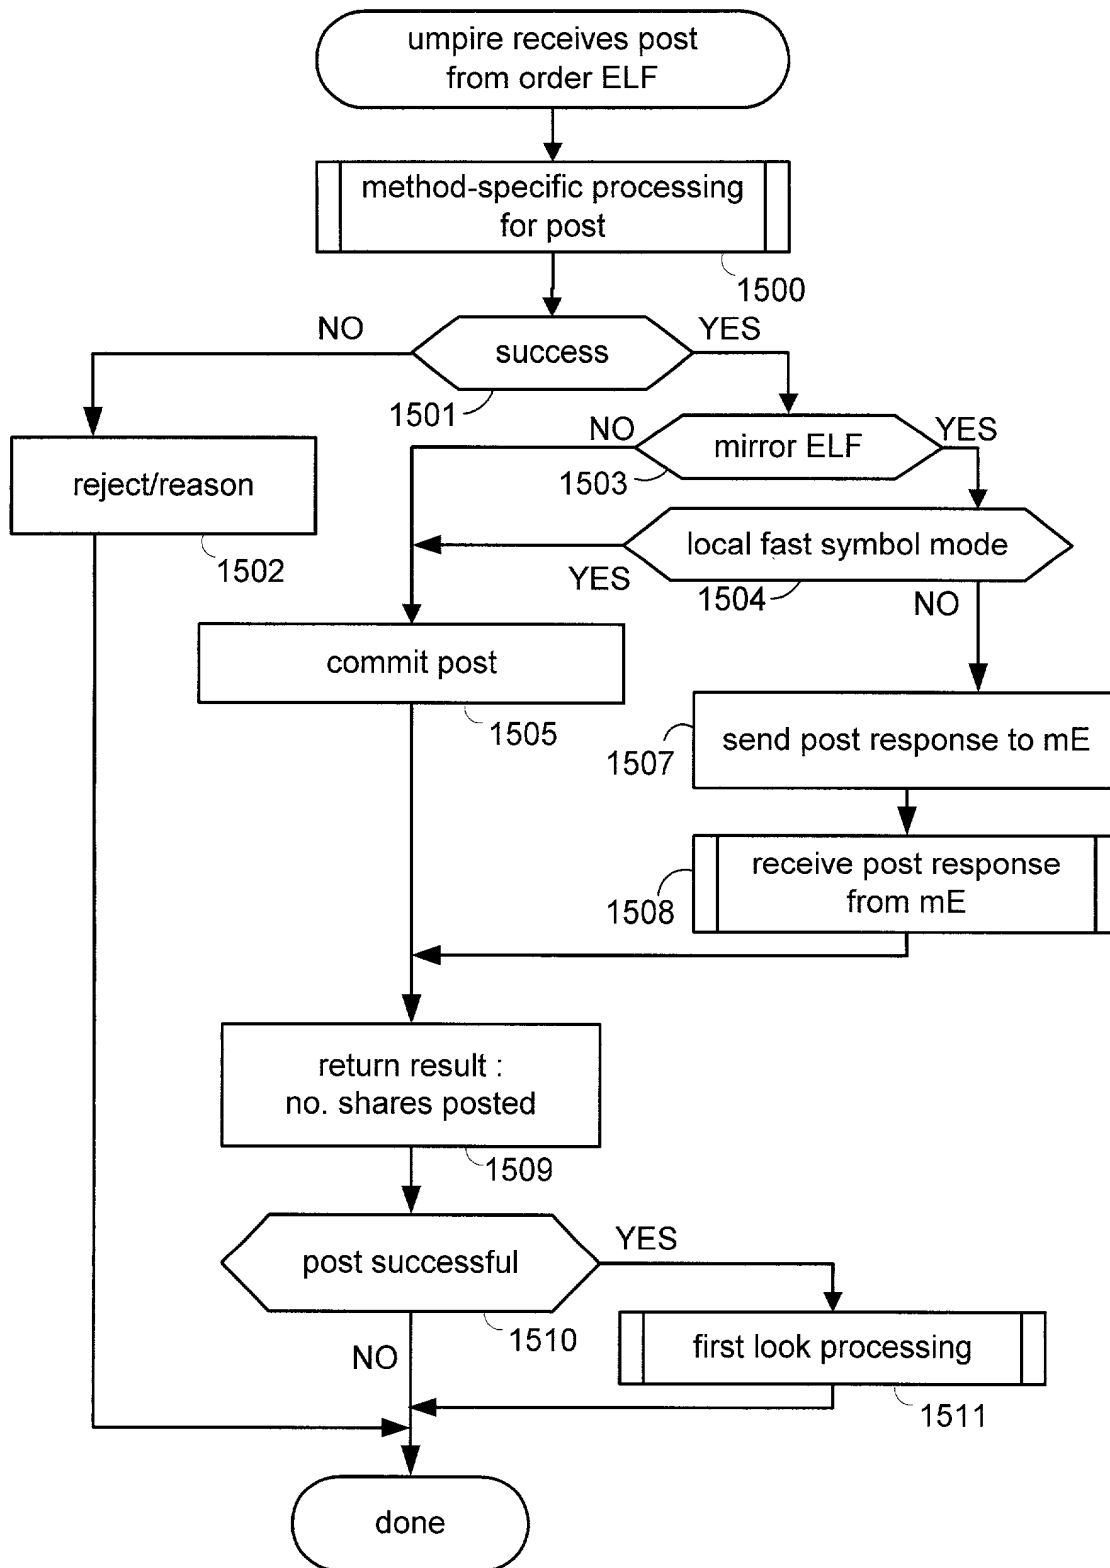 umpire receives post
from order ELF
method-specific processing
for post
1500
NO
YES
success
1501
NO
mirror ELF
YES
1503
reject/reason
1502
local fast symbol mode
YES
1504
NO
commit post
1505
send post response to mE
1507
receive post response
from mE
1508
return result :
no. shares posted
1509
post successful
YES
1510
NO
first look processing
1511
done